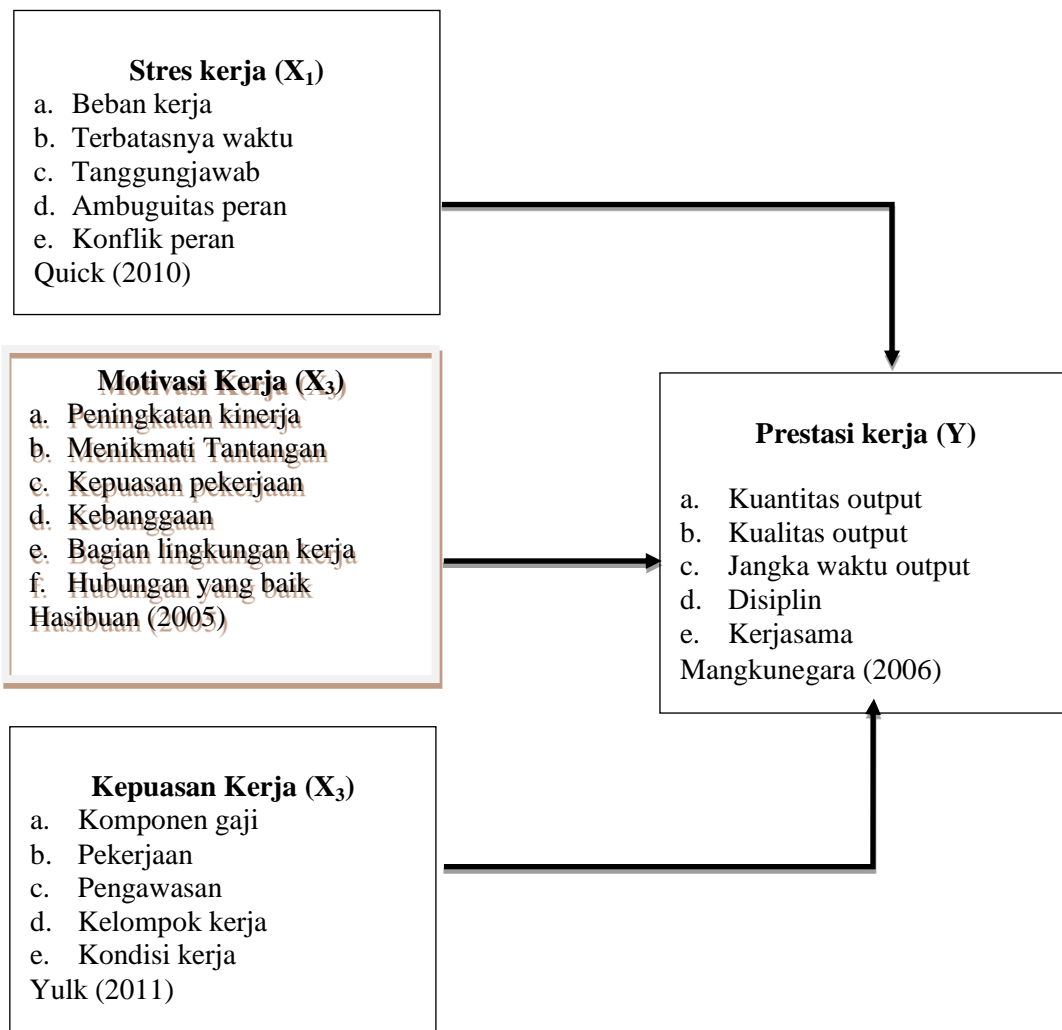 Stres kerja (X₁)
a. Beban kerja
b. Terbatasnya waktu
c. Tanggungjawab
d. Ambuguitas peran
e. Konflik peran
Quick (2010)
Motivasi Kerja (X₃)
a. Peningkatan kinerja
b. Menikmati Tantangan
c. Kepuasan pekerjaan
d. Kebanggaan
e. Bagian lingkungan kerja
f. Hubungan yang baik
Hasibuan (2005)
Kepuasan Kerja (X₃)
a. Komponen gaji
b. Pekerjaan
c. Pengawasan
d. Kelompok kerja
e. Kondisi kerja
Yulk (2011)
Prestasi kerja (Y)
a. Kuantitas output
b. Kualitas output
c. Jangka waktu output
d. Disiplin
e. Kerjasama
Mangkunegara (2006)